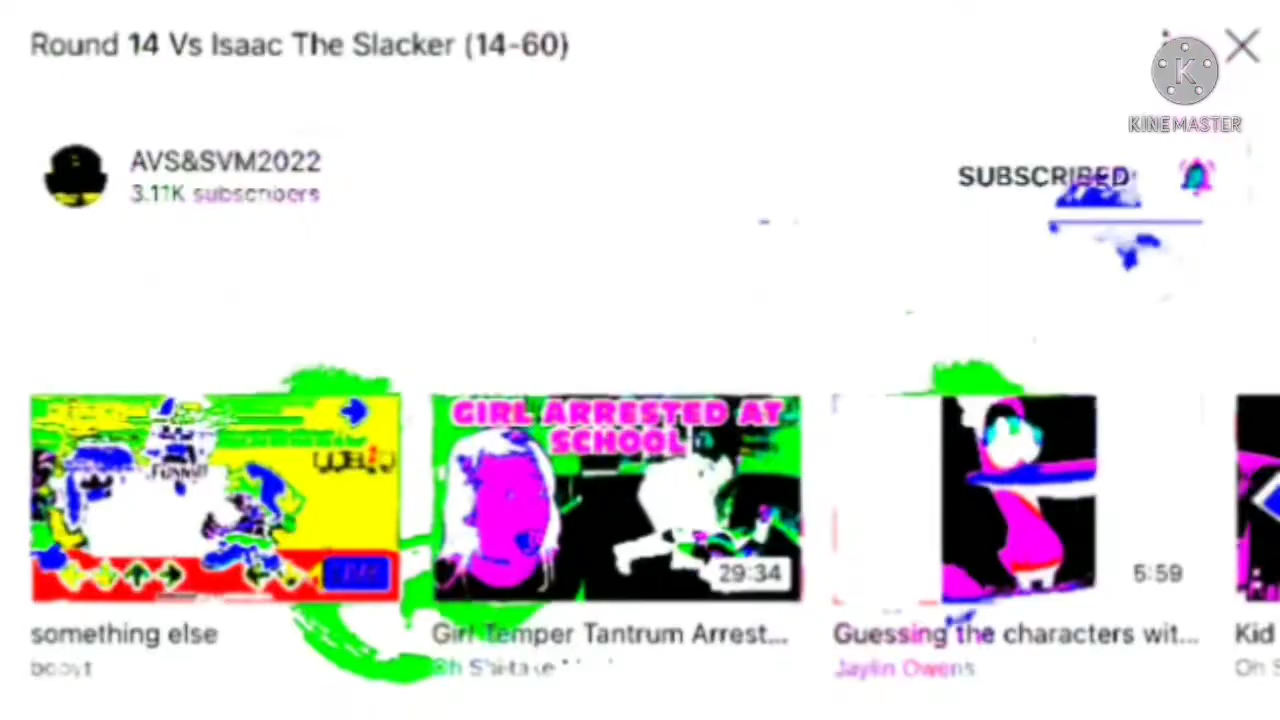 Round 14 Vs Isaac The Slacker (14-60)
KINEMASTER
AVS&SVM2022
3.11K subscribers
SUBSCRIBED
GIRL ARRESTED AT
SCHOOL
29:34
5:59
something else
Girl Temper Tantrum Arrest...
Guessing the characters wit...
Kid
Jaylin Owens